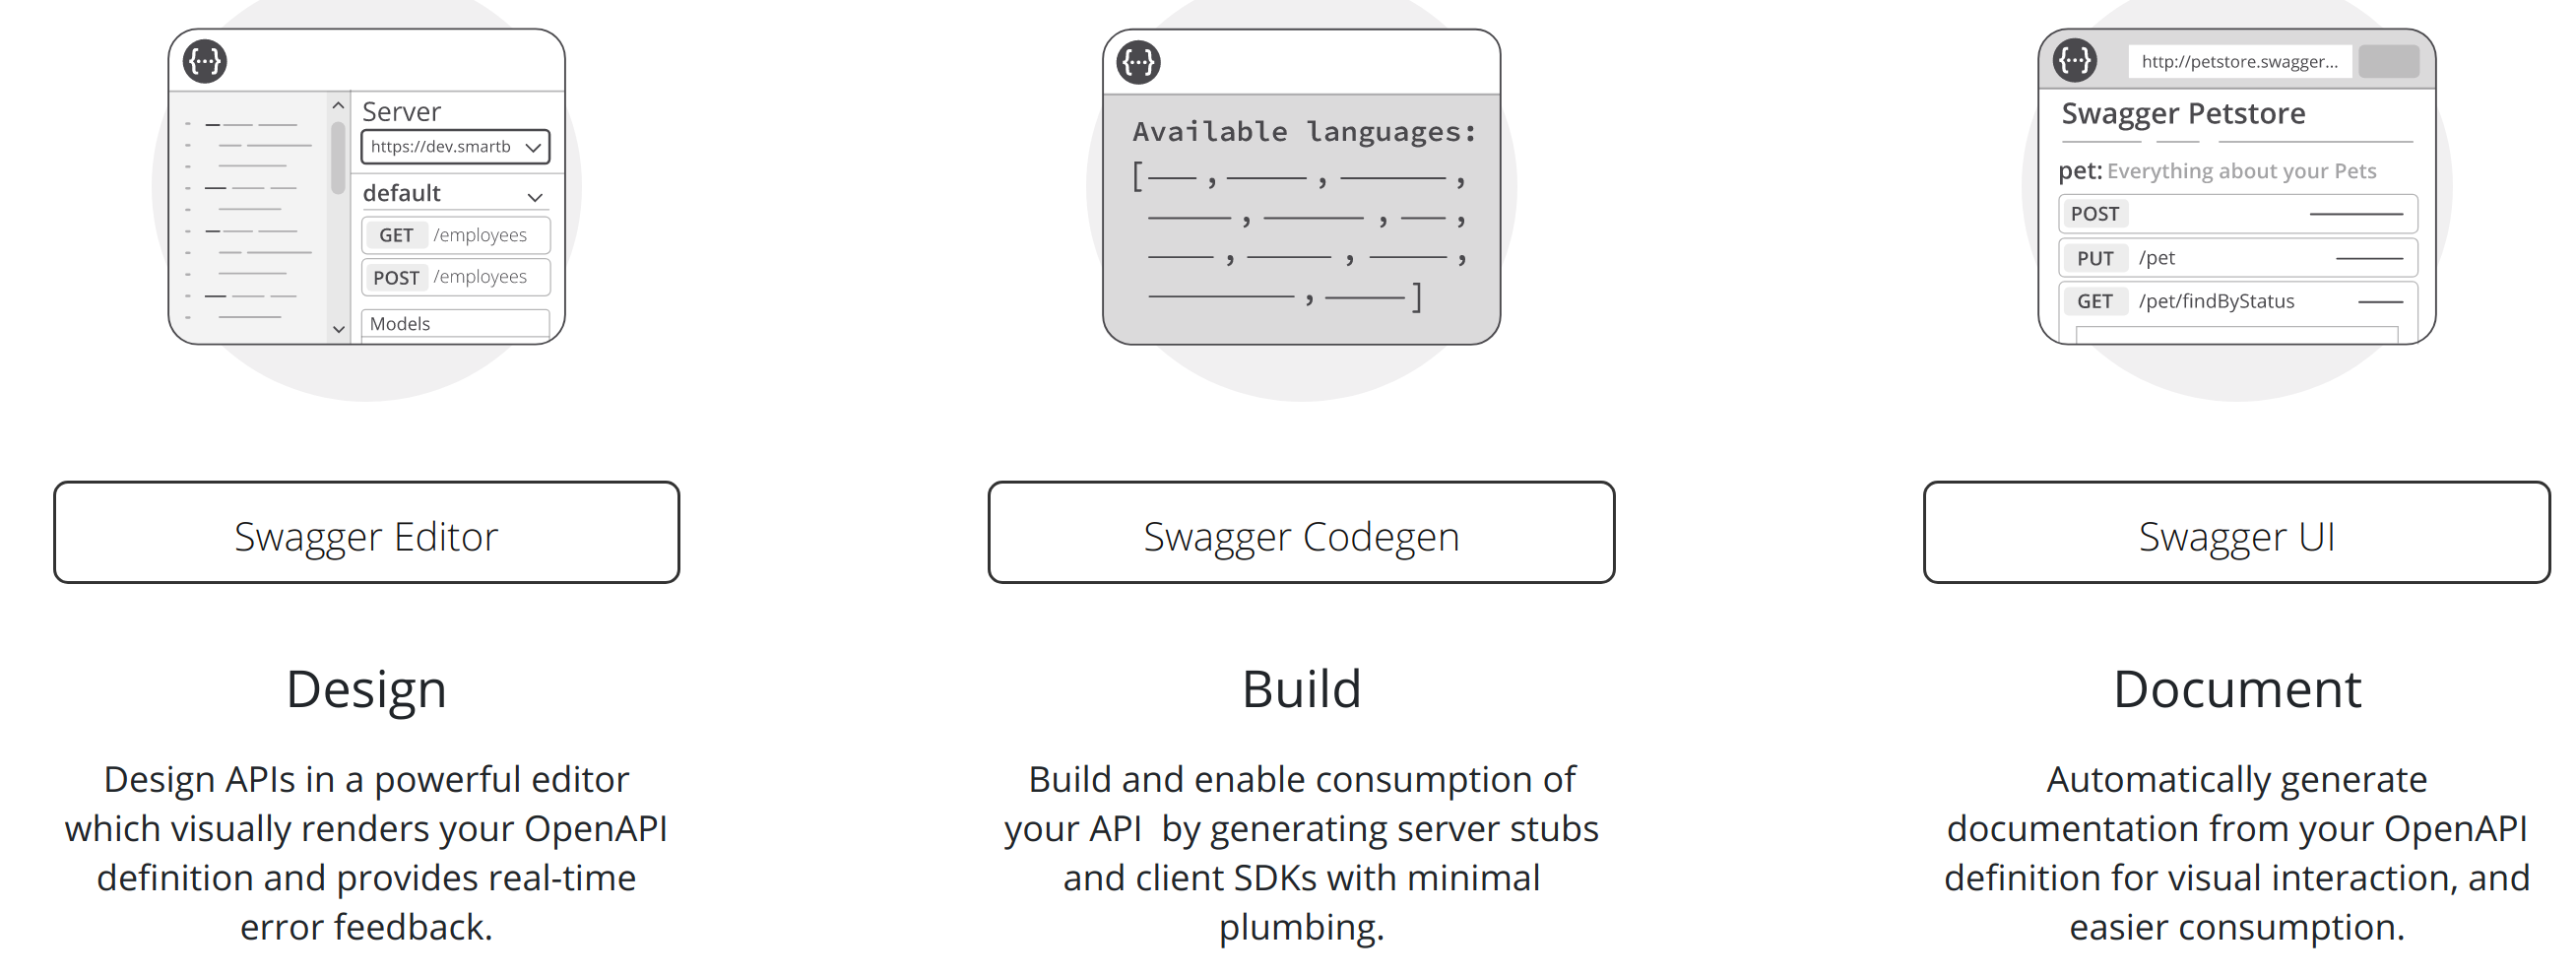 {...}
Server
https://dev.smartb
default
GET /employees
POST /employees
Models
Swagger Editor
Design
Design APIs in a powerful editor
which visually renders your OpenAPI
definition and provides real-time
error feedback.
{...}
Available languages:
[ , , ,
, , ,
, , ,
, ]
Swagger Codegen
Build
Build and enable consumption of
your API  by generating server stubs
and client SDKs with minimal
plumbing.
{...}
http://petstore.swagger...
Swagger Petstore
pet: Everything about your Pets
POST
PUT /pet
GET /pet/findByStatus
Swagger UI
Document
Automatically generate
documentation from your OpenAPI
definition for visual interaction, and
easier consumption.